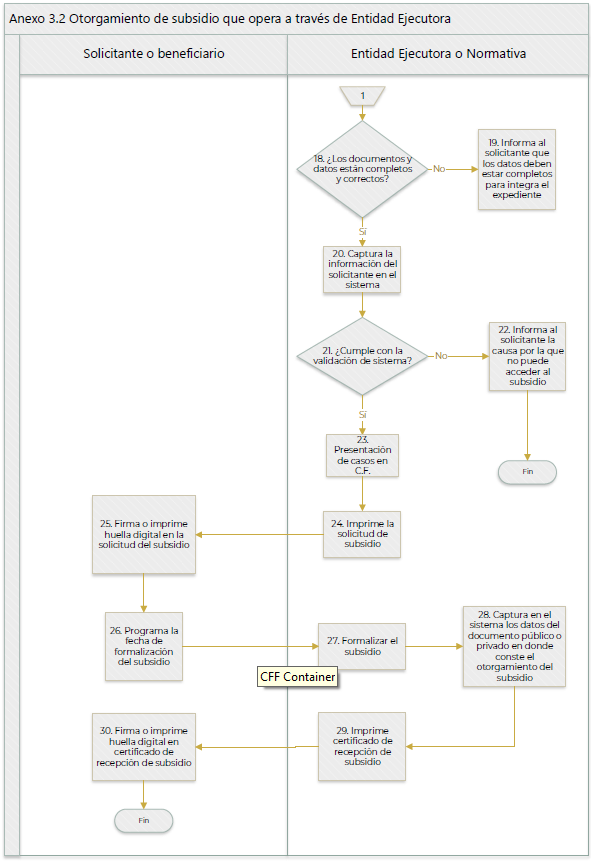 Anexo 3.2 Otorgamiento de subsidio que opera a través de Entidad Ejecutora
Solicitante o beneficiario
Entidad Ejecutora o Normativa
1
18. ¿Los documentos y
datos están completos
y correctos?
No
19. Informa al
solicitante que
los datos deben
estar completos
para integra el
expediente
Sí
20. Captura la
información del
solicitante en el
sistema
21. ¿Cumple con la
validación de sistema?
No
22. Informa al
solicitante la
causa por la que
no puede
acceder al
subsidio
Sí
Fin
23.
Presentación
de casos en
C.F.
24. Imprime la
solicitud de
subsidio
25. Firma o imprime
huella digital en la
solicitud del subsidio
26. Programa la
fecha de
formalización
del subsidio
27. Formalizar el
subsidio
28. Captura en el
sistema los datos del
documento público o
privado en donde
conste el
otorgamiento del
subsidio
CFF Container
29. Imprime
certificado de
recepción de
subsidio
30. Firma o imprime
huella digital en
certificado de
recepción de subsidio
Fin